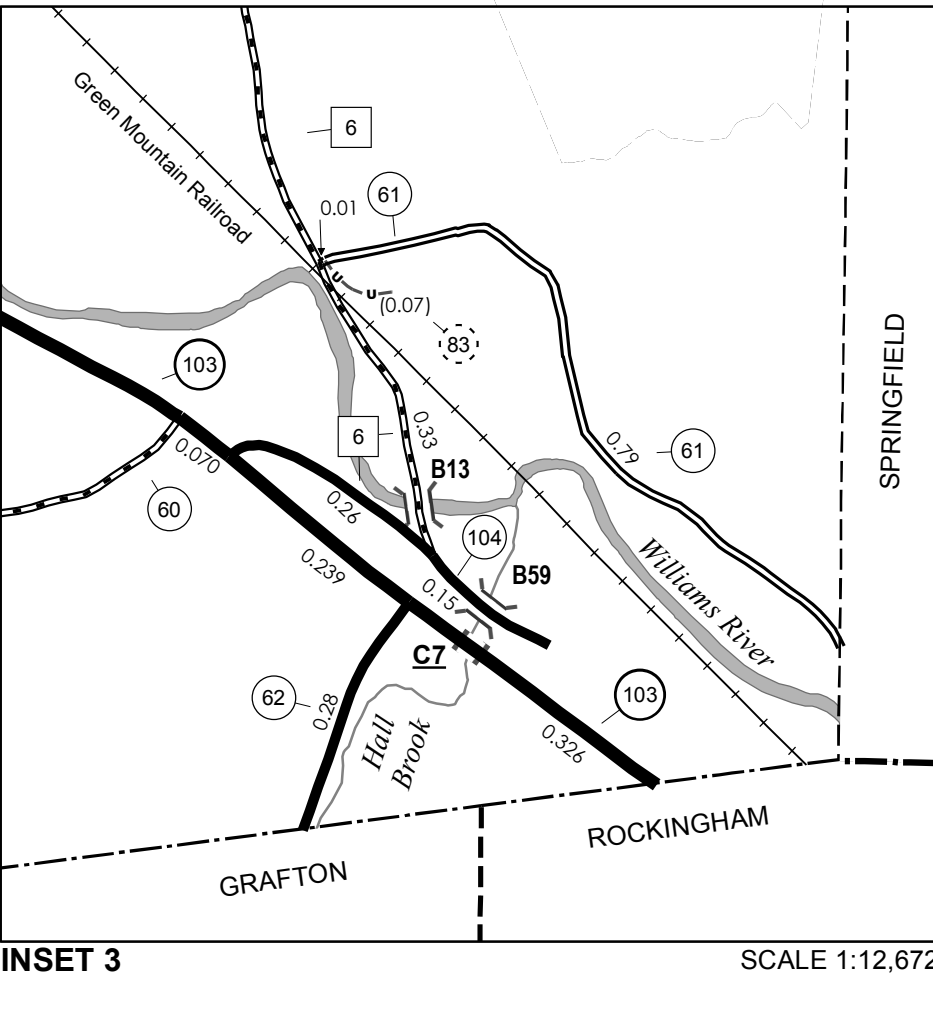 6
Green Mountain Railroad
61
0.01
(0.07)
83
103
SPRINGFIELD
0.33
6
61
0.79
0.070
B13
60
0.26
104
0.239
B59
Williams River
0.15
C7
103
62
0.28
Hall
Brook
0.326
ROCKINGHAM
GRAFTON
INSET 3
SCALE 1:12,672
U
U